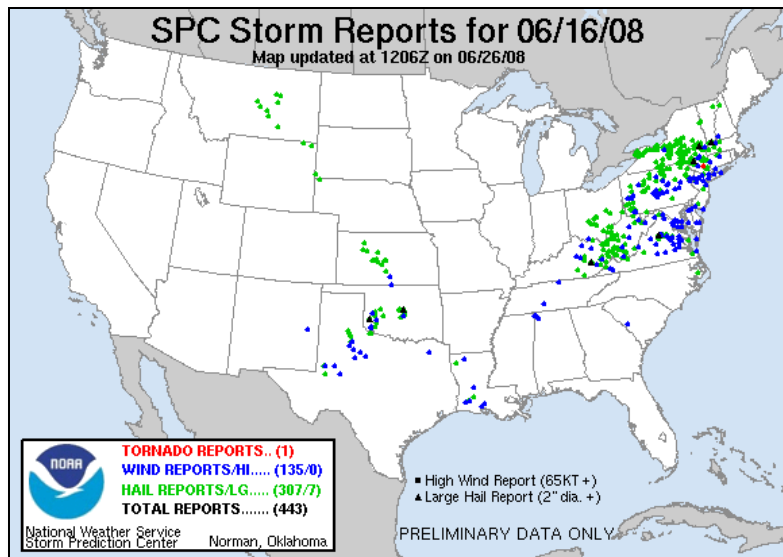 SPC Storm Reports for 06/16/08
Map updated at 1206Z on 06/26/08
TORNADO REPORTS.. (1)
WIND REPORTS/HI..... (135/0)
HAIL REPORTS/LG..... (307/7)
TOTAL REPORTS....... (443)
NOAA
National Weather Service
Storm Prediction Center Norman, Oklahoma
High Wind Report (65KT +)
Large Hail Report (2" dia. +)
PRELIMINARY DATA ONLY